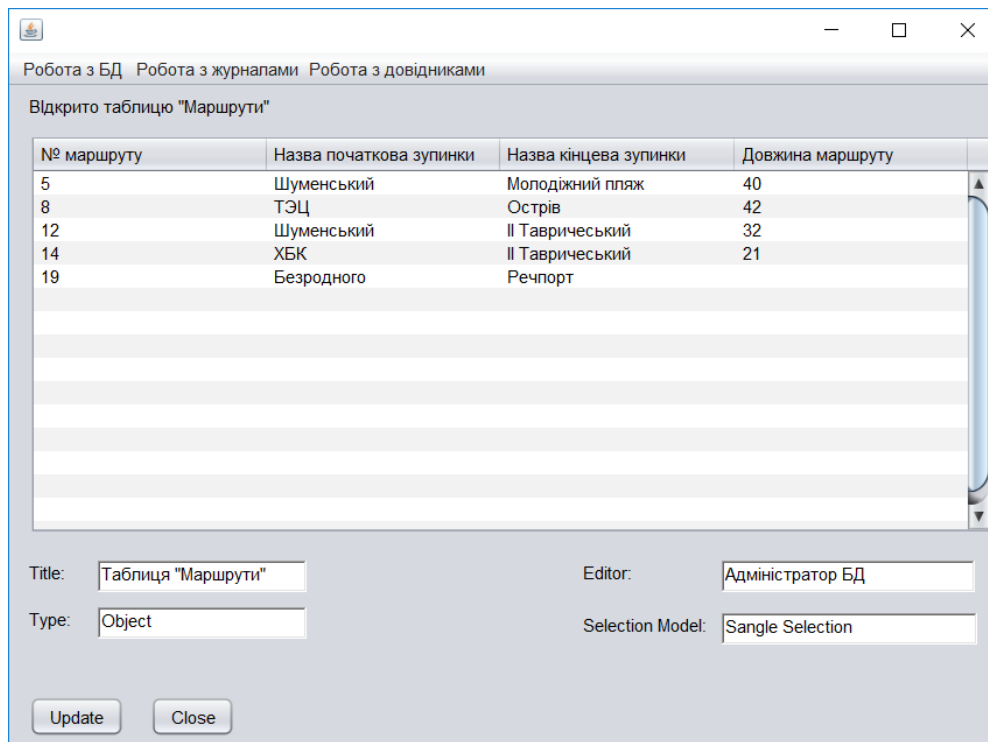 Робота з БД Робота з журналами Робота з довідниками
ВІдкрито таблицю "Маршрути"
№ маршруту Назва початкова зупинки Назва кінцева зупинки Довжина маршруту
5 Шуменський Молодіжний пляж 40
8 ТЭЦ Острів 42
12 Шуменський II Тавричеський 32
14 ХБК II Тавричеський 21
19 Безродного Речпорт
Title: Таблиця "Маршрути" Editor: Адміністратор БД
Type: Object Selection Model: Sangle Selection
Update Close